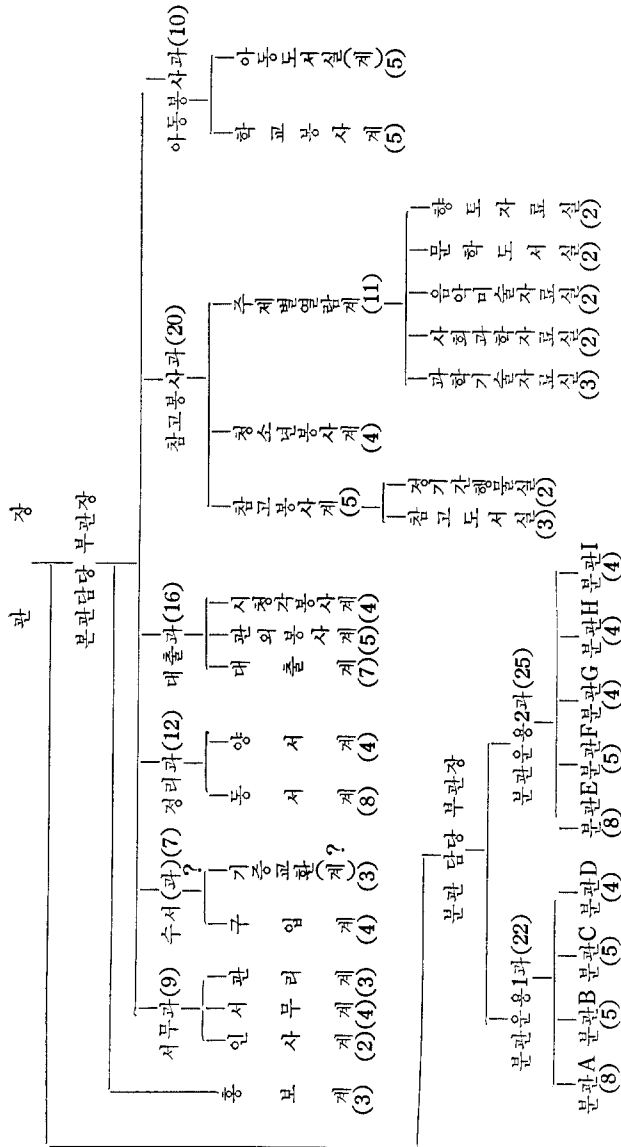 관 장
본관담당 부관장
서무과(9)
수서(과)(7)
?
정리과(12)
대출과(16)
참고봉사과(20)
아동봉사과(10)
홍보계
(3)
인사계
(2)
서무계
(4)
관리계
(3)
구입계
(4)
기증교환(계)?
(3)
동서계
(8)
양서계
(4)
대출계
(7)
관외봉사계
(5)
시청각봉사계
(4)
참고봉사계
(5)
청소년봉사계
(4)
주제별열람계
(11)
학교봉사계
(5)
아동도서실(계)
(5)
참고도서실
(3)
정기간행물실
(2)
과학기술자료실
(3)
사회과학자료실
(2)
음악미술자료실
(2)
문학도서실
(2)
향토자료실
(2)
분관 담당 부관장
분관운용1과(22)
분관운용2과(25)
분관A
(8)
분관B
(5)
분관C
(5)
분관D
(4)
분관E
(8)
분관F
(5)
분관G
(4)
분관H
(4)
분관I
(4)